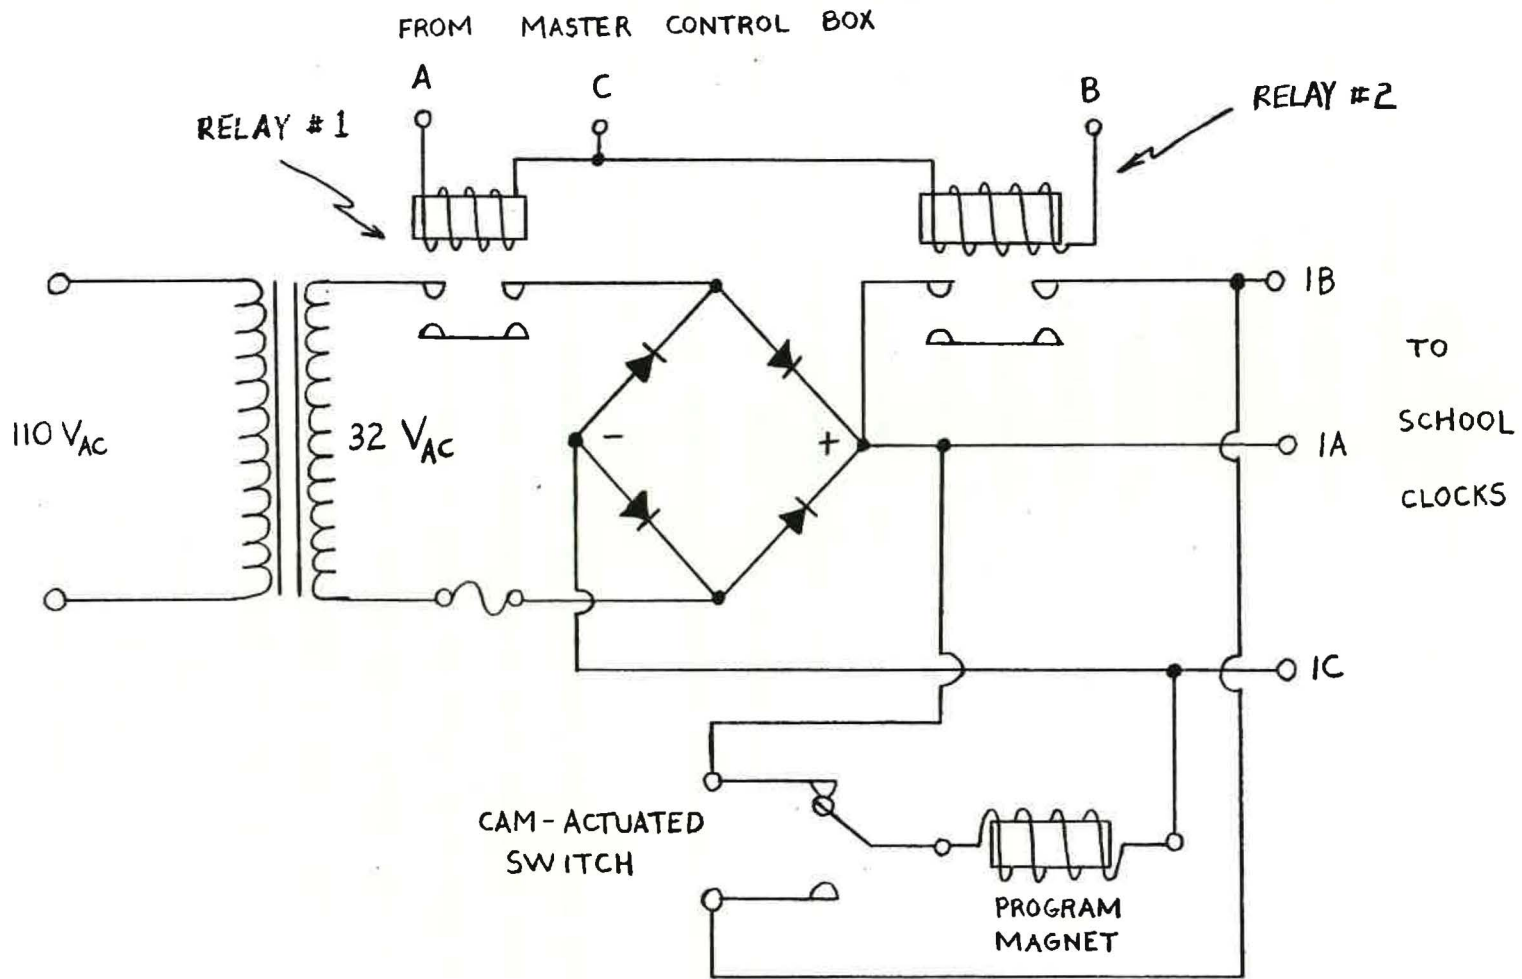 FROM MASTER CONTROL BOX
A
C
B
RELAY # 1
RELAY #2
1B
TO
SCHOOL
CLOCKS
110 VAC
32 VAC
-
+
1A
1C
CAM-ACTUATED
SWITCH
PROGRAM
MAGNET